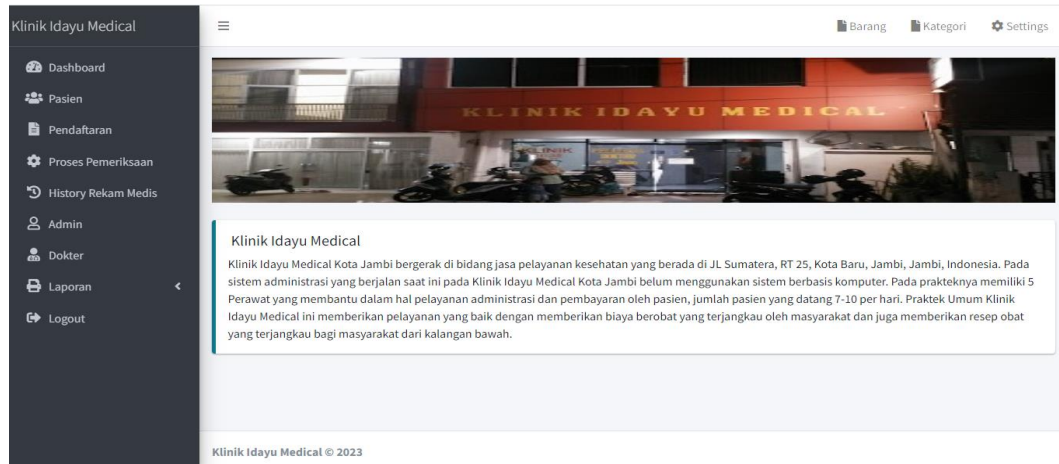 Klinik Idayu Medical
Barang
Kategori
Settings
Dashboard
Pasien
Pendaftaran
Proses Pemeriksaan
History Rekam Medis
Admin
Dokter
Laporan
Logout
KLINIK IDAYU MEDICAL
KLINIK
Klinik Idayu Medical
Klinik Idayu Medical Kota Jambi bergerak di bidang jasa pelayanan kesehatan yang berada di JL Sumatera, RT 25, Kota Baru, Jambi, Jambi, Indonesia. Pada
sistem administrasi yang berjalan saat ini pada Klinik Idayu Medical Kota Jambi belum menggunakan sistem berbasis komputer. Pada prakteknya memiliki 5
Perawat yang membantu dalam hal pelayanan administrasi dan pembayaran oleh pasien, jumlah pasien yang datang 7-10 per hari. Praktek Umum Klinik
Idayu Medical ini memberikan pelayanan yang baik dengan memberikan biaya berobat yang terjangkau oleh masyarakat dan juga memberikan resep obat
yang terjangkau bagi masyarakat dari kalangan bawah.
Klinik Idayu Medical © 2023